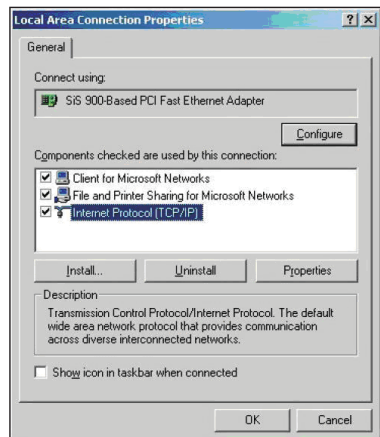 Local Area Connection Properties
General
Connect using:
SiS 900-Based PCI Fast Ethernet Adapter
Configure
Components checked are used by this connection:
Client for Microsoft Networks
File and Printer Sharing for Microsoft Networks
Internet Protocol (TCP/IP)
Install...
Uninstall
Properties
Description
Transmission Control Protocol/Internet Protocol. The default
wide area network protocol that provides communication
across diverse interconnected networks.
Show icon in taskbar when connected
OK
Cancel